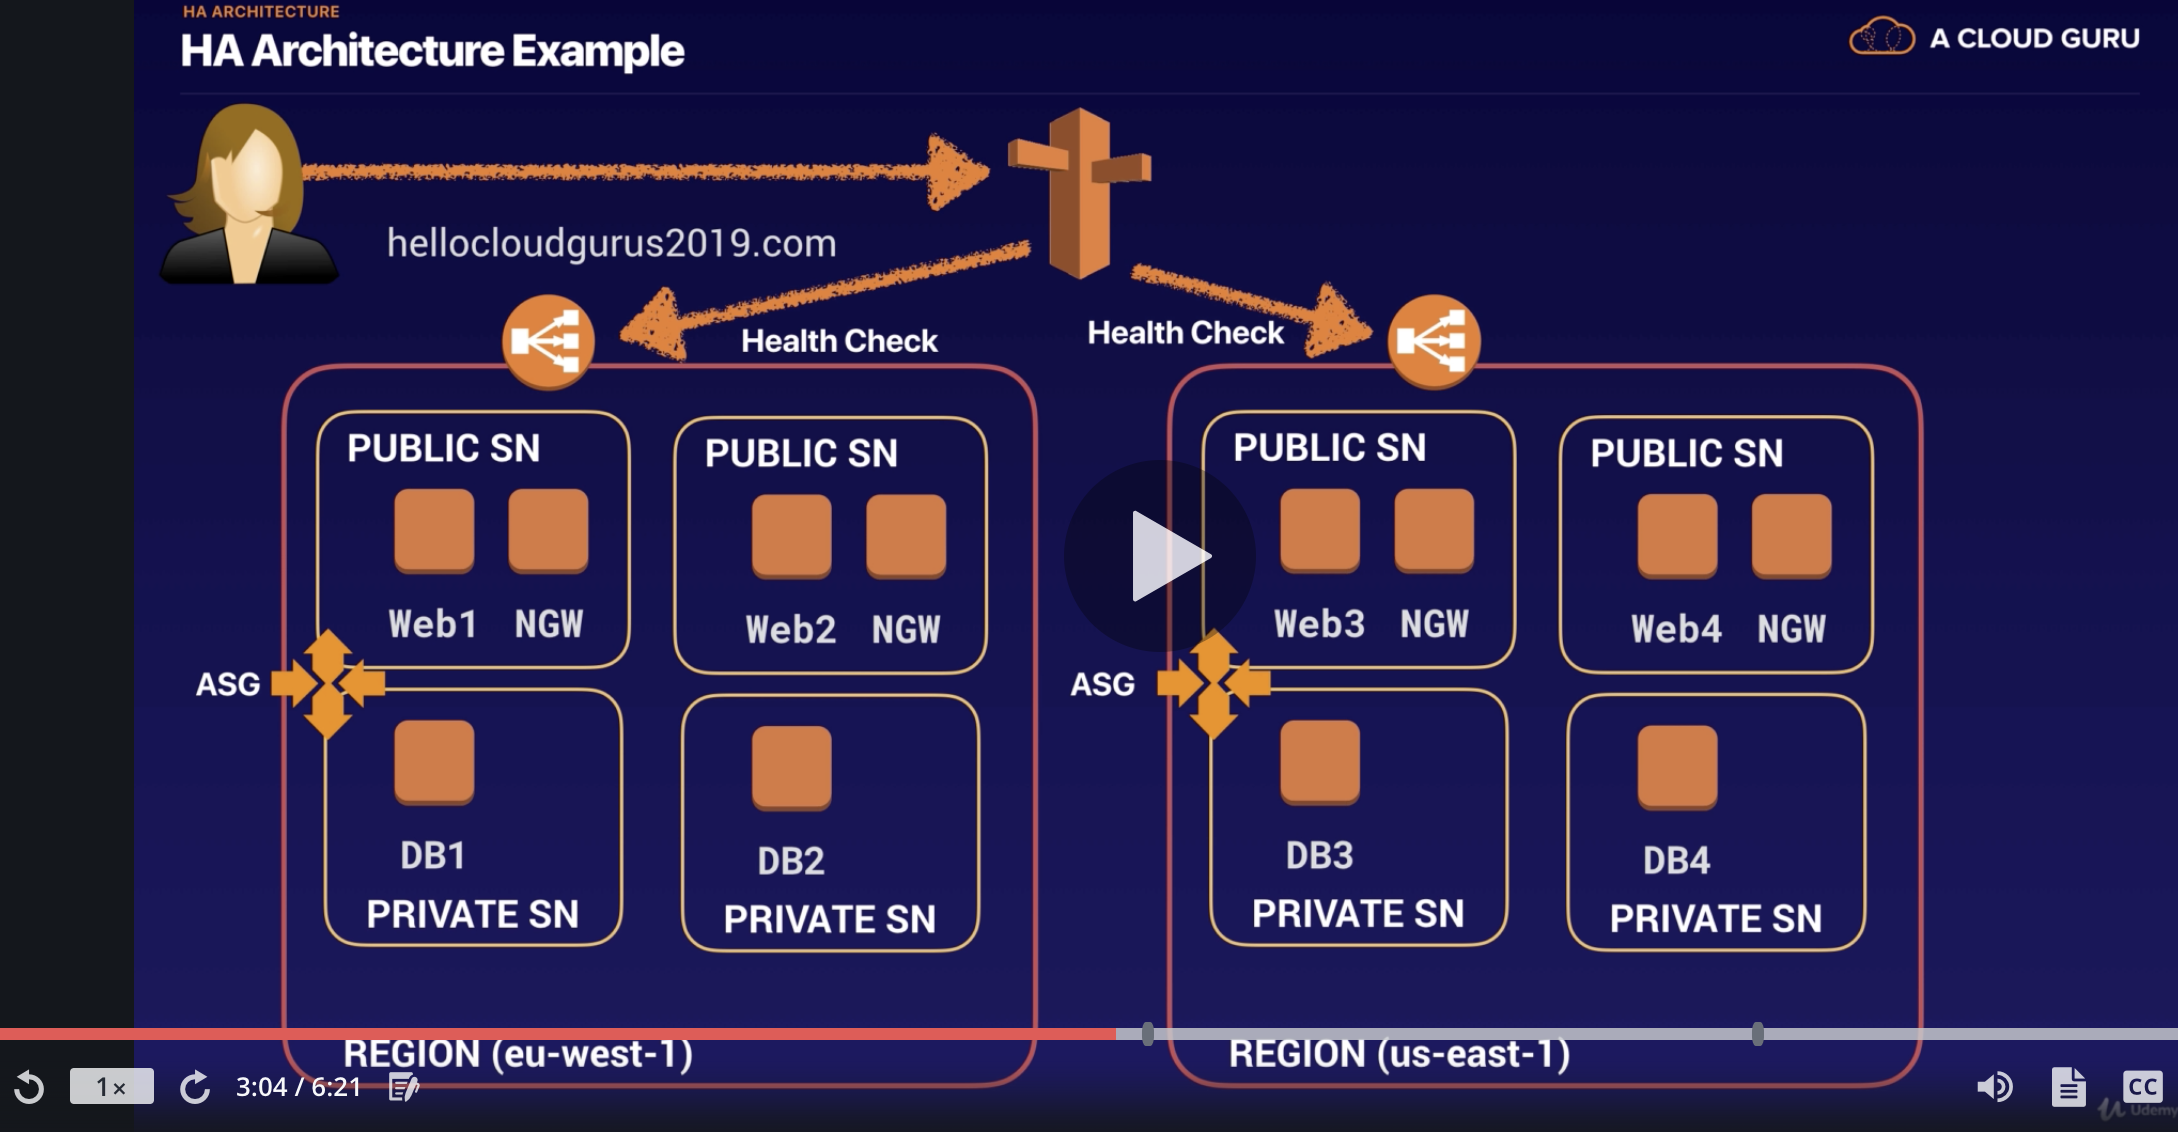 HA ARCHITECTURE
HA Architecture Example
A CLOUD GURU
hellocloudgurus2019.com
Health Check
Health Check
PUBLIC SN
PUBLIC SN
PUBLIC SN
PUBLIC SN
Web1 NGW
Web2 NGW
Web3 NGW
Web4 NGW
ASG
ASG
DB1
DB2
DB3
DB4
PRIVATE SN
PRIVATE SN
PRIVATE SN
PRIVATE SN
REGION (eu-west-1)
REGION (us-east-1)
1×
3:04 / 6:21
CC
Udemy